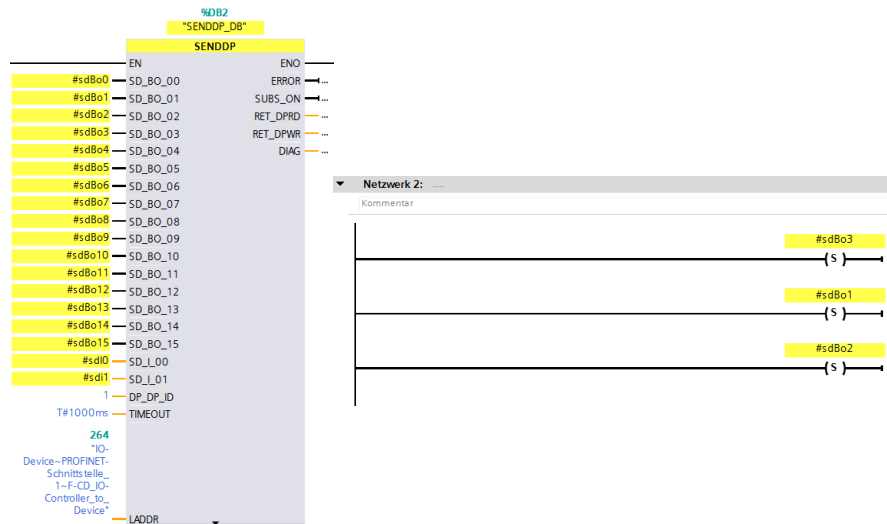 %DB2
"SENDDP_DB"
SENDDP
EN ENO
#sdBo0 SD_BO_00 ERROR ...
#sdBo1 SD_BO_01 SUBS_ON ...
#sdBo2 SD_BO_02 RET_DPRD ...
#sdBo3 SD_BO_03 RET_DPWR ...
#sdBo4 SD_BO_04 DIAG ...
#sdBo5 SD_BO_05
#sdBo6 SD_BO_06
#sdBo7 SD_BO_07
#sdBo8 SD_BO_08
#sdBo9 SD_BO_09
#sdBo10 SD_BO_10
#sdBo11 SD_BO_11
#sdBo12 SD_BO_12
#sdBo13 SD_BO_13
#sdBo14 SD_BO_14
#sdBo15 SD_BO_15
#sdI0 SD_I_00
#sdi1 SD_I_01
1 DP_DP_ID
T#1000ms TIMEOUT
264
"IO-
Device~PROFINET-
Schnittstelle_
1~F-CD_IO-
Controller_to_
Device" LADDR
Netzwerk 2: .....
Kommentar
#sdBo3
( S )
#sdBo1
( S )
#sdBo2
( S )